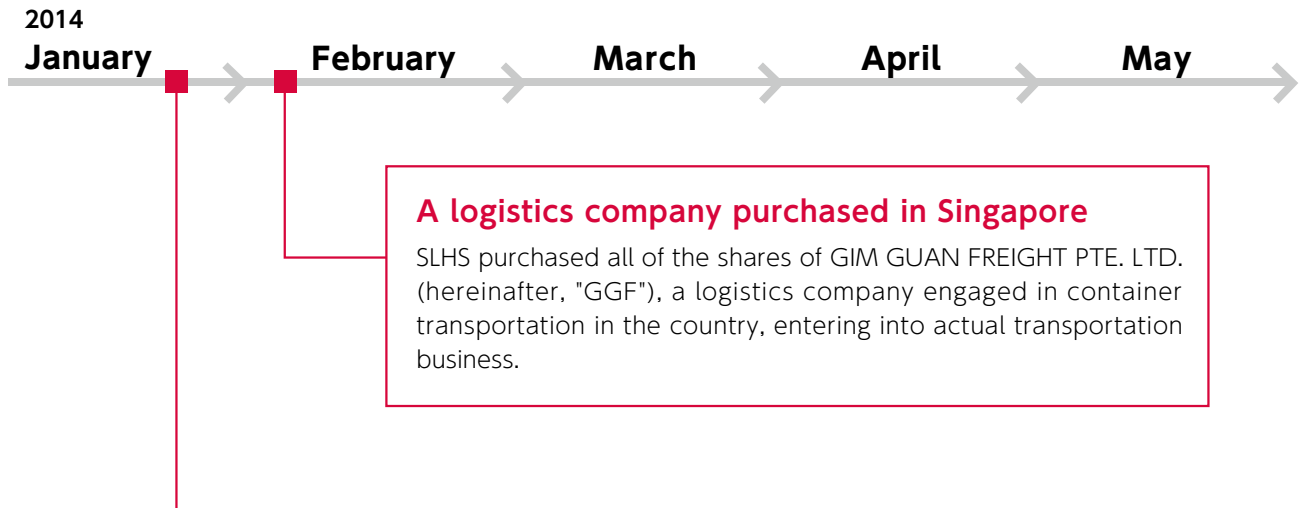 2014
January
February
March
April
May
A logistics company purchased in Singapore
SLHS purchased all of the shares of GIM GUAN FREIGHT PTE. LTD.
(hereinafter, "GGF"), a logistics company engaged in container
transportation in the country, entering into actual transportation
business.